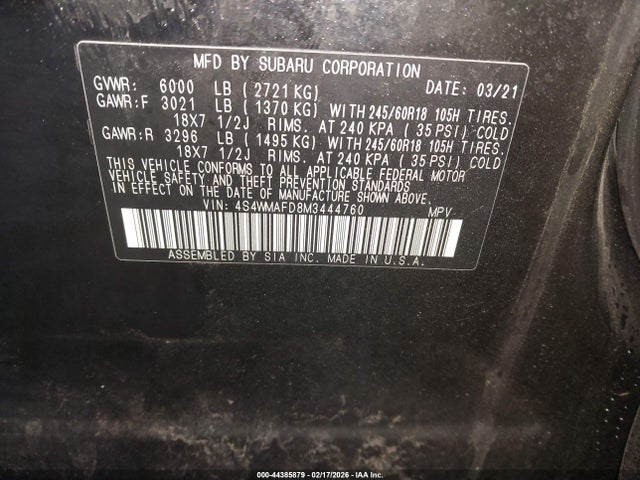 MFD BY SUBARU CORPORATION
GVWR: 6000 LB ( 2721 KG) DATE: 03/21
GAWR:F 3021 LB ( 1370 KG) WITH 245/60R18 105H TIRES.
18X7 1/2J RIMS. AT 240 KPA ( 35 PSI) COLD
GAWR:R 3296 LB ( 1495 KG) WITH 245/60R18 105H TIRES.
18X7 1/2J RIMS. AT 240 KPA ( 35 PSI) COLD
THIS VEHICLE CONFORMS TO ALL APPLICABLE FEDERAL MOTOR
VEHICLE SAFETY AND THEFT PREVENTION STANDARDS
IN EFFECT ON THE DATE OF MANUFACTURE SHOWN ABOVE.
VIN: 4S4WMAFD8M3444760 MPV
ASSEMBLED BY SIA INC. MADE IN U.S.A.
000-44385879 - 02/17/2026 - IAA Inc.